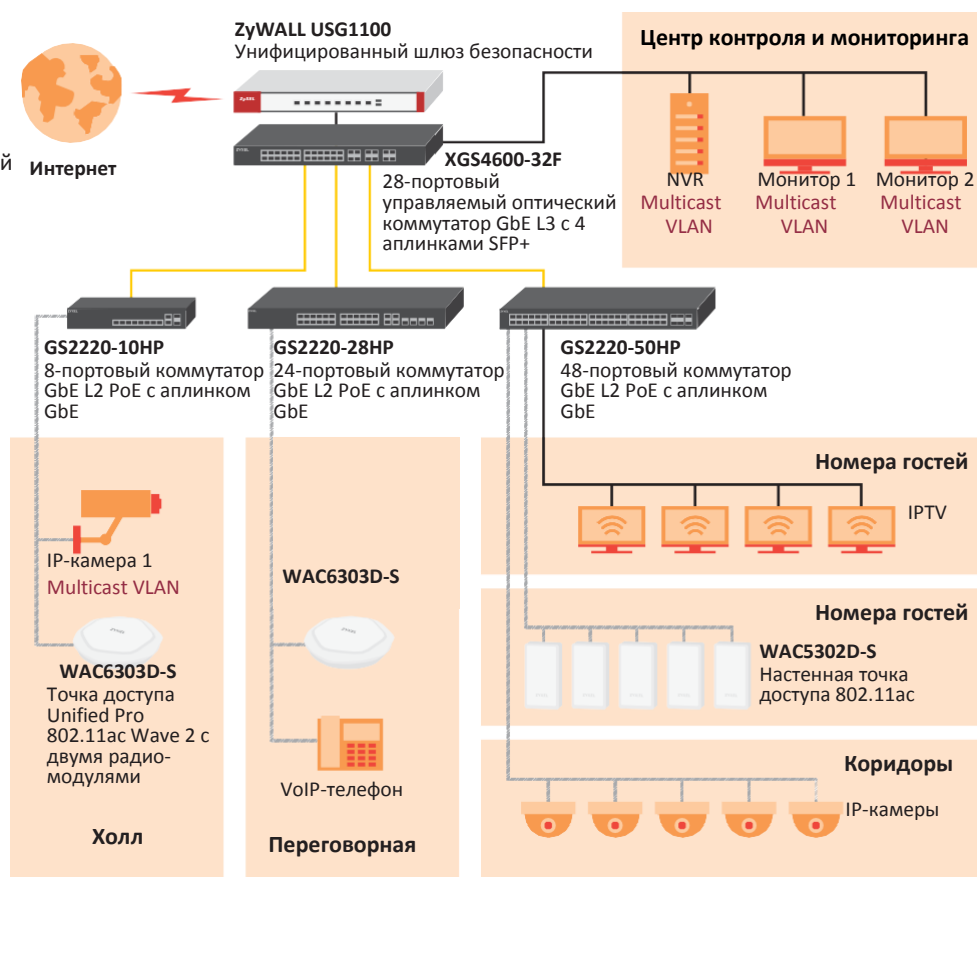 ZyWALL USG1100
Унифицированный шлюз безопасности
ZyXEL
й
Интернет
XGS4600-32F
28-портовый
управляемый оптический
коммутатор GbE L3 с 4
аплинками SFP+
Центр контроля и мониторинга
NVR
Multicast
VLAN
Монитор 1
Multicast
VLAN
Монитор 2
Multicast
VLAN
GS2220-10HP
8-портовый коммутатор
GbE L2 PoE с аплинком
GbE
GS2220-28HP
24-портовый коммутатор
GbE L2 PoE с аплинком
GbE
GS2220-50HP
48-портовый коммутатор
GbE L2 PoE с аплинком
GbE
IP-камера 1
Multicast VLAN
WAC6303D-S
Точка доступа
Unified Pro
802.11ac Wave 2 с
двумя радио-
модулями
Холл
WAC6303D-S
VoIP-телефон
Переговорная
Номера гостей
IPTV
Номера гостей
WAC5302D-S
Настенная точка
доступа 802.11ac
Коридоры
IP-камеры